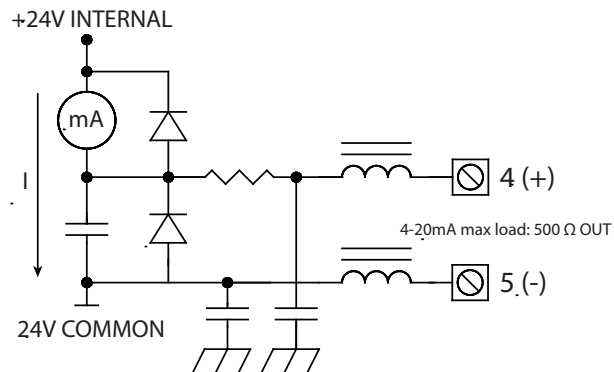 +24V INTERNAL
mA
I
4 (+)
4-20mA max load: 500 Ω OUT
5 (-)
24V COMMON